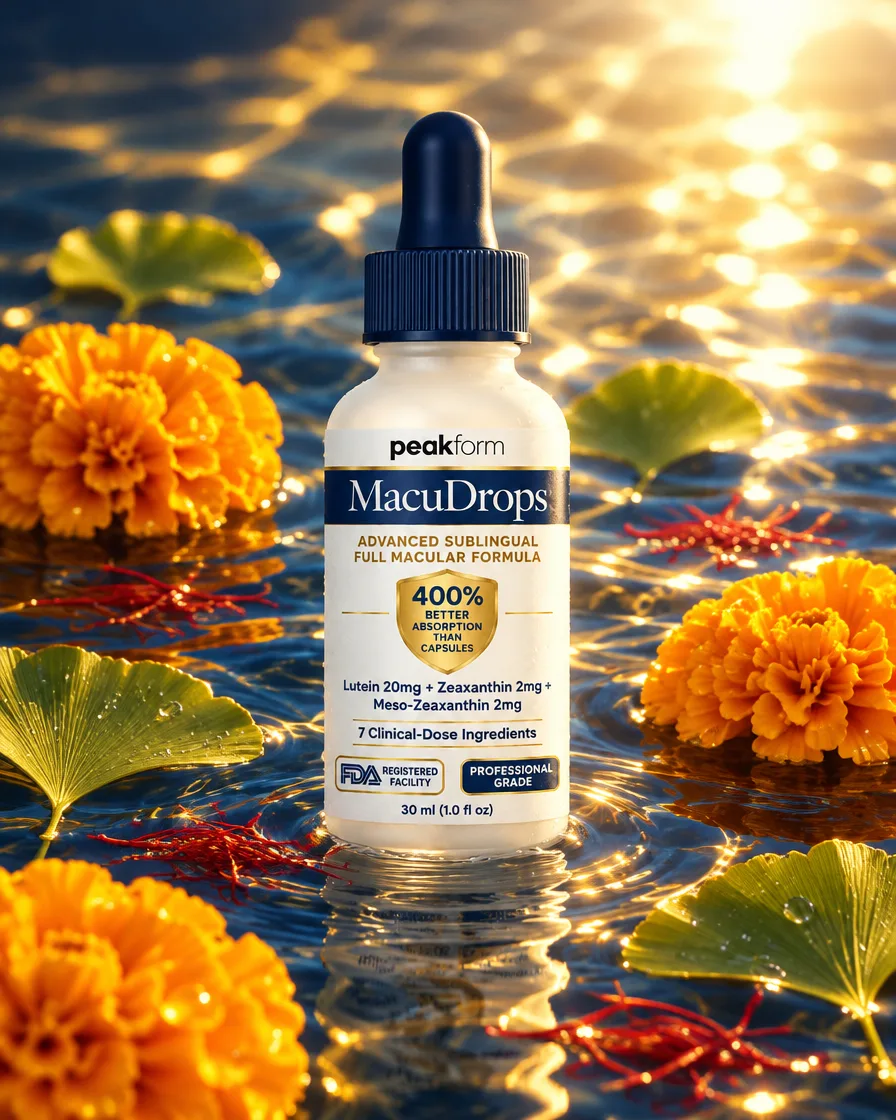 peakform
MacuDrops
ADVANCED SUBLINGUAL
FULL MACULAR FORMULA
400%
BETTER
ABSORPTION
THAN
CAPSULES
Lutein 20mg + Zeaxanthin 2mg +
Meso-Zeaxanthin 2mg
7 Clinical-Dose Ingredients
FDA REGISTERED
FACILITY
PROFESSIONAL
GRADE
30 ml (1.0 fl oz)